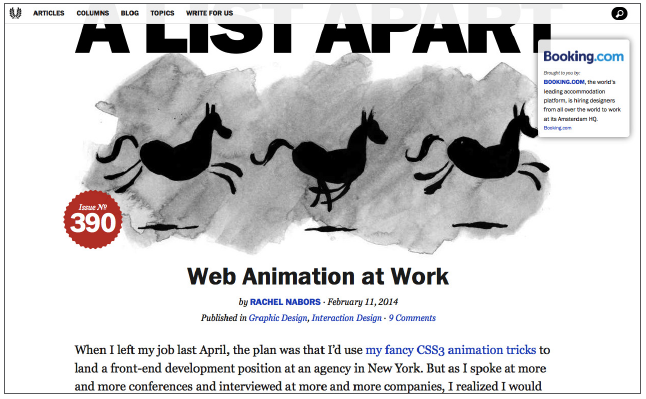 ARTICLES COLUMNS BLOG TOPICS WRITE FOR US
A LIST APART
Booking.com
Brought to you by:
BOOKING.COM, the world's
leading accommodation
platform, is hiring designers
from all over the world to work
at its Amsterdam HQ.
Booking.com
Issue №
390
Web Animation at Work
by RACHEL NABORS · February 11, 2014
Published in Graphic Design, Interaction Design · 9 Comments
When I left my job last April, the plan was that I'd use my fancy CSS3 animation tricks to
land a front-end development position at an agency in New York. But as I spoke at more
and more conferences and interviewed at more and more companies, I realized I would